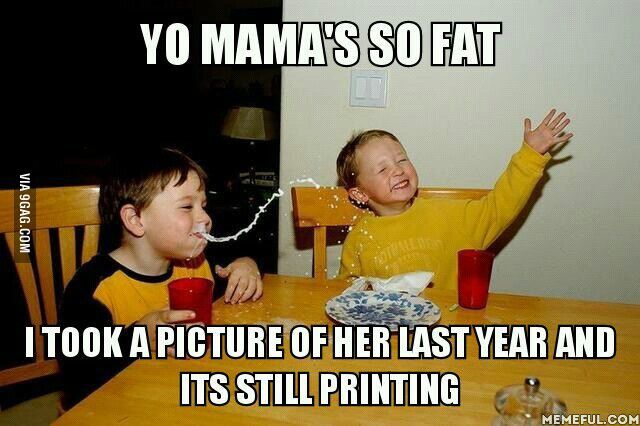 YO MAMA'S SO FAT
VIA 9GAG.COM
I TOOK A PICTURE OF HER LAST YEAR AND
ITS STILL PRINTING
MEMEFUL.COM